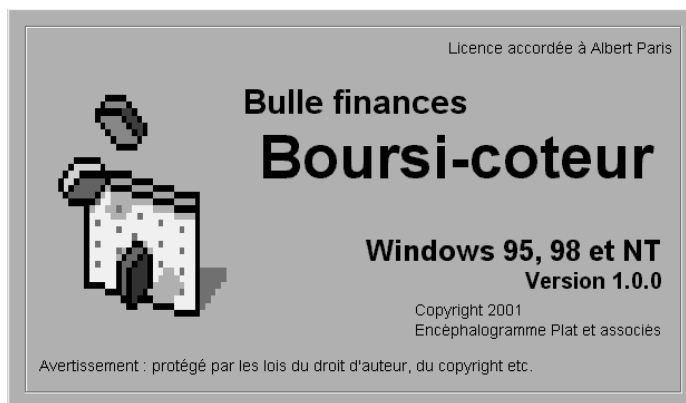 Licence accordée à Albert Paris
Bulle finances
Boursi-coteur
Windows 95, 98 et NT
Version 1.0.0
Copyright 2001
Encéphalogramme Plat et associés
Avertissement : protégé par les lois du droit d'auteur, du copyright etc.